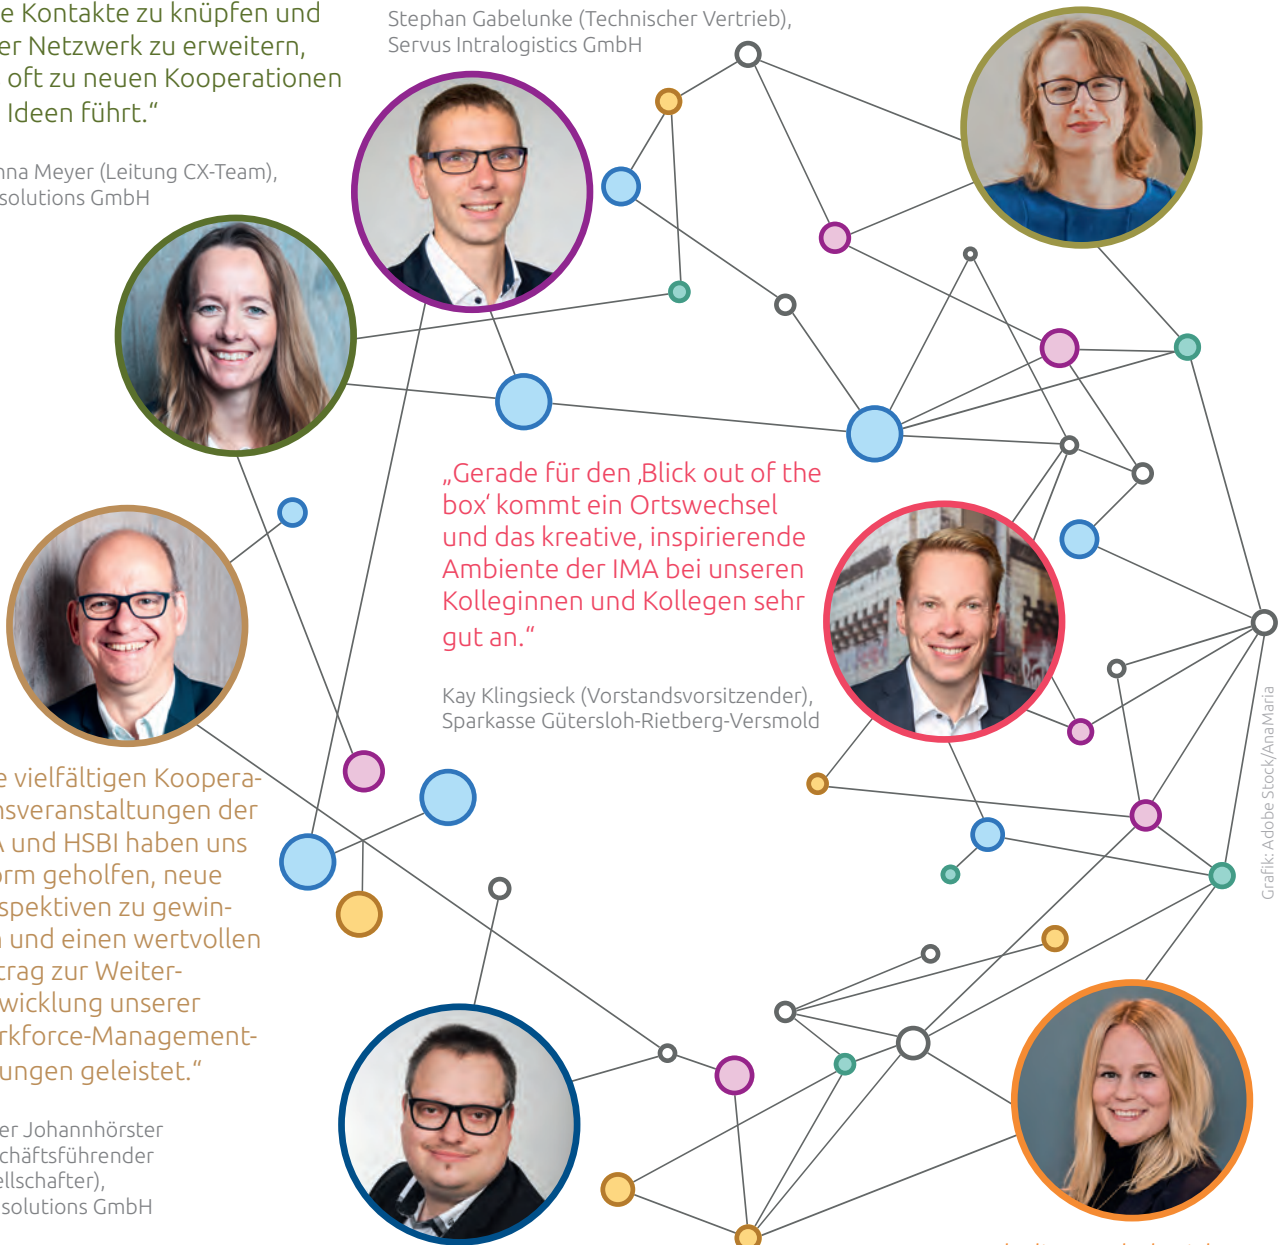 e Kontakte zu knüpfen und
er Netzwerk zu erweitern,
oft zu neuen Kooperationen
Ideen führt.“
nna Meyer (Leitung CX-Team),
solutions GmbH
Stephan Gabelunke (Technischer Vertrieb),
Servus Intralogistics GmbH
„Gerade für den ‚Blick out of the
box‘ kommt ein Ortswechsel
und das kreative, inspirierende
Ambiente der IMA bei unseren
Kolleginnen und Kollegen sehr
gut an.“
Kay Klingsieck (Vorstandsvorsitzender),
Sparkasse Gütersloh-Rietberg-Versmold
e vielfältigen Koopera-
nsveranstaltungen der
A und HSBI haben uns
orm geholfen, neue
spektiven zu gewin-
n und einen wertvollen
trag zur Weiter-
wicklung unserer
rkforce-Management-
ungen geleistet.“
er Johannhörster
chäftsführender
ellschafter),
solutions GmbH
Grafik: Adobe Stock/AnaMaria